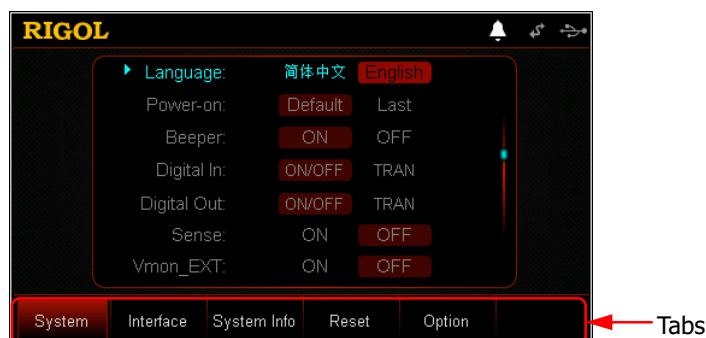 RIGOL
Language: 简体中文 English
Power-on: Default Last
Beeper: ON OFF
Digital In: ON/OFF TRAN
Digital Out: ON/OFF TRAN
Sense: ON OFF
Vmon_EXT: ON OFF
System Interface System Info Reset Option
Tabs